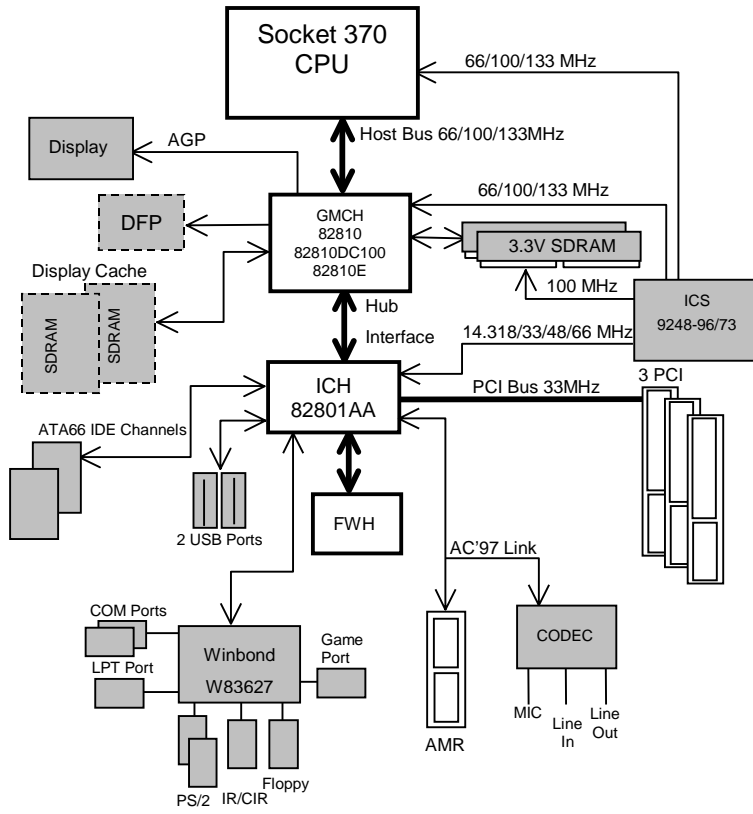 Socket 370
CPU
66/100/133 MHz
Host Bus 66/100/133MHz
Display
AGP
66/100/133 MHz
GMCH
82810
82810DC100
82810E
DFP
3.3V SDRAM
Display Cache
SDRAM
SDRAM
100 MHz
ICS
9248-96/73
Hub
Interface
14.318/33/48/66 MHz
ICH
82801AA
PCI Bus 33MHz
3 PCI
ATA66 IDE Channels
2 USB Ports
FWH
AC'97 Link
COM Ports
LPT Port
Winbond
W83627
Game
Port
CODEC
MIC
Line
In
Line
Out
AMR
PS/2
IR/CIR
Floppy